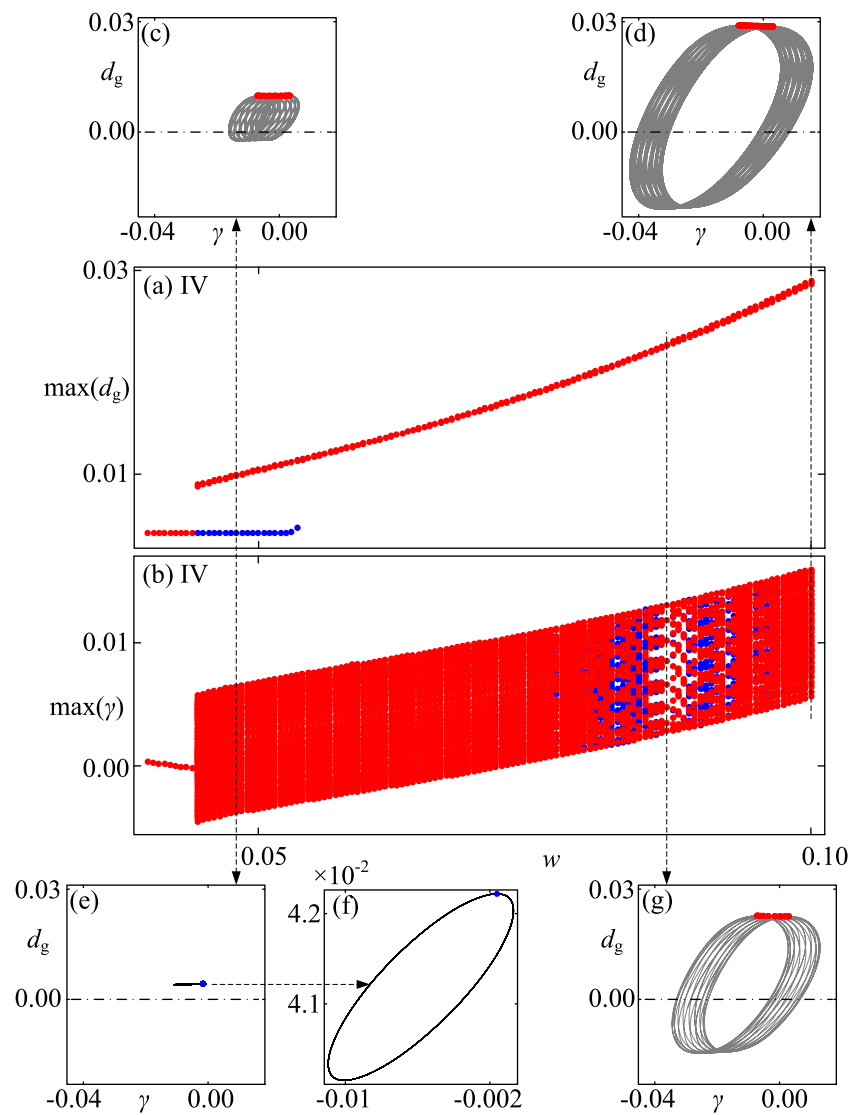 0.03 (c) 0.03 (d)
d_g d_g
0.00 0.00
-0.04 γ 0.00 -0.04 γ 0.00
0.03 (a) IV
max(d_g)
0.01
(b) IV
0.01
max(γ)
0.00
0.05 w 0.10
×10^-2
0.03 (e) (f) 0.03 (g)
4.2
d_g d_g
0.00 4.1 0.00
-0.04 γ 0.00 -0.01 -0.002 -0.04 γ 0.00